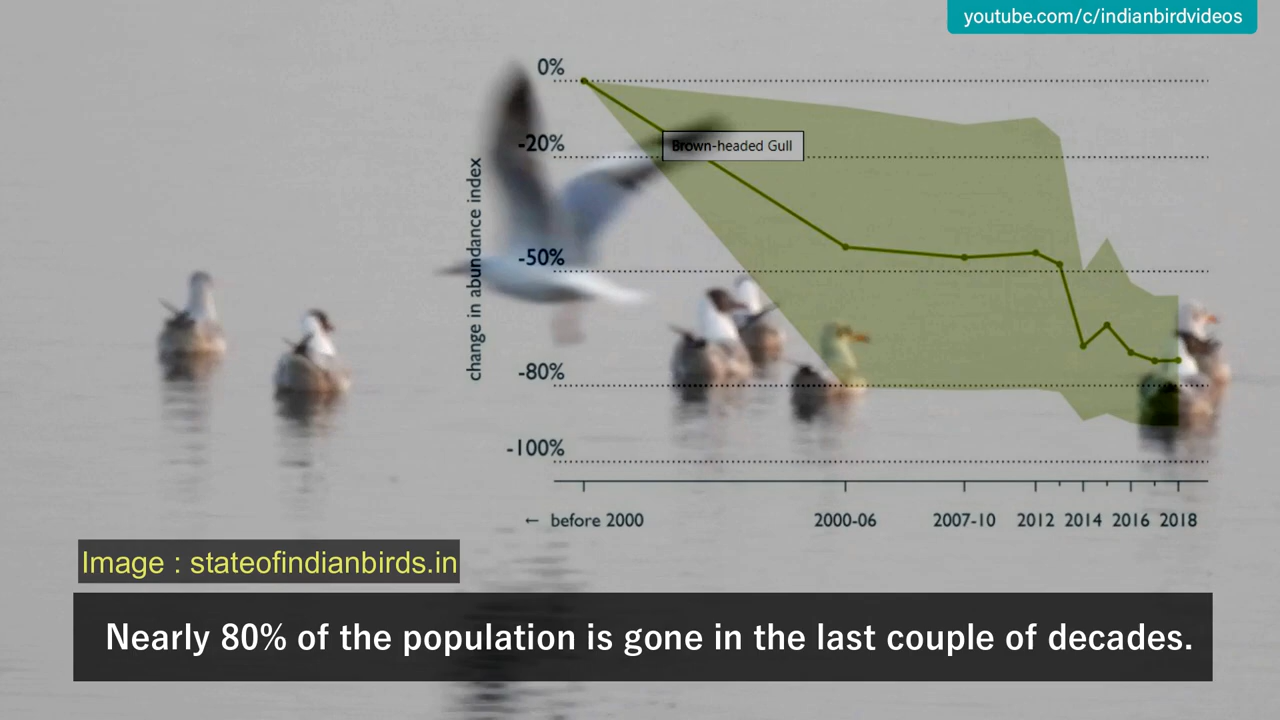 youtube.com/c/indianbirdvideos
0%
-20%
Brown-headed Gull
change in abundance index
-50%
-80%
-100%
← before 2000 2000-06 2007-10 2012 2014 2016 2018
Image : stateofindianbirds.in
Nearly 80% of the population is gone in the last couple of decades.